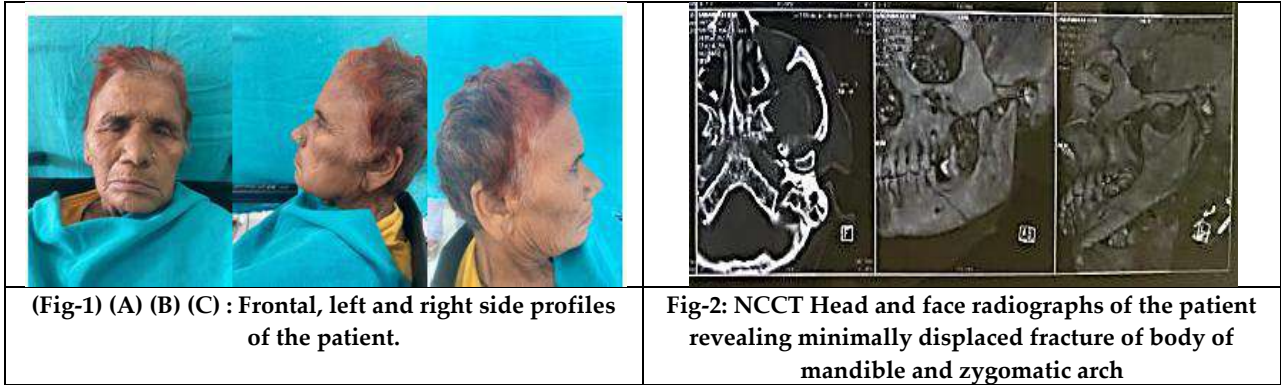 (Fig-1) (A) (B) (C) : Frontal, left and right side profiles
of the patient.
Fig-2: NCCT Head and face radiographs of the patient
revealing minimally displaced fracture of body of
mandible and zygomatic arch